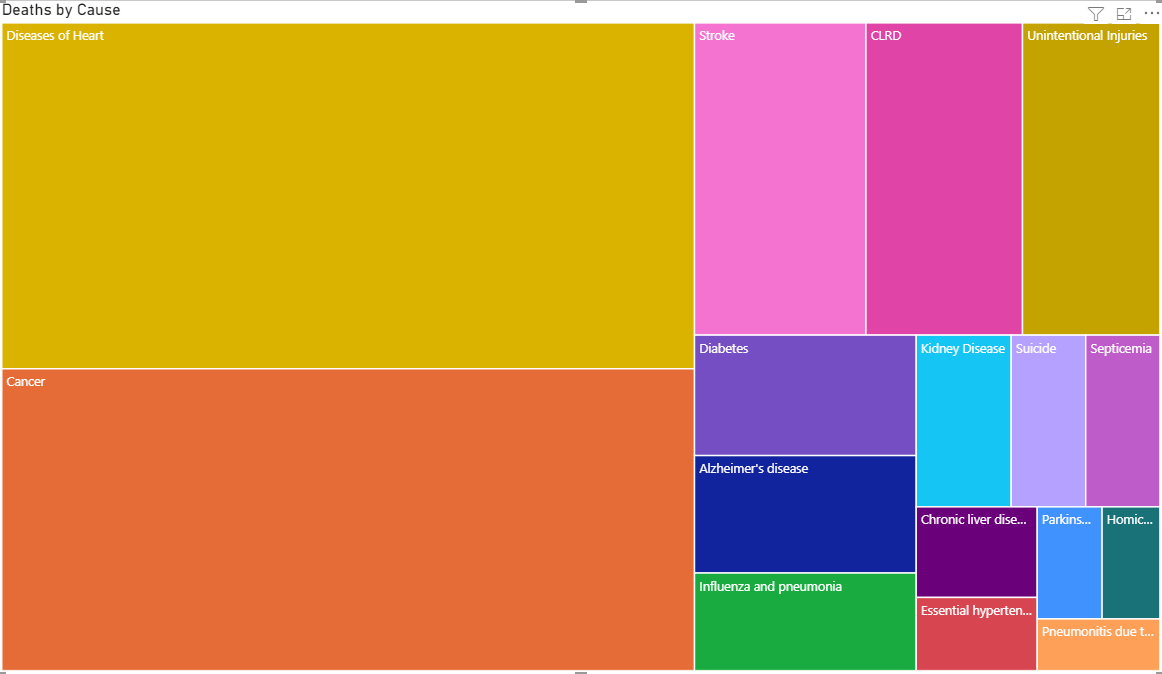 Deaths by Cause
Diseases of Heart
Stroke
CLRD
Unintentional Injuries
Cancer
Diabetes
Kidney Disease
Suicide
Septicemia
Alzheimer's disease
Chronic liver dise...
Parkins...
Homic...
Influenza and pneumonia
Essential hyperten...
Pneumonitis due t...